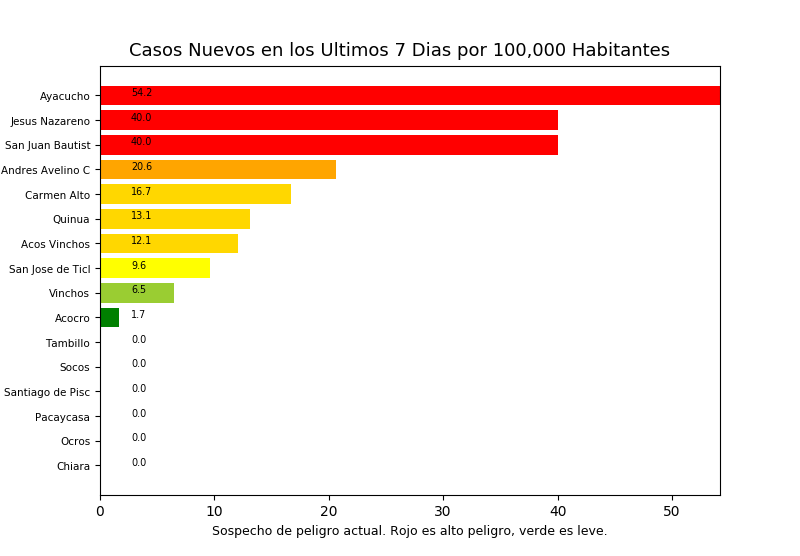 Casos Nuevos en los Ultimos 7 Dias por 100,000 Habitantes
Ayacucho 54.2
Jesus Nazareno 40.0
San Juan Bautist 40.0
Andres Avelino C 20.6
Carmen Alto 16.7
Quinua 13.1
Acos Vinchos 12.1
San Jose de Ticl 9.6
Vinchos 6.5
Acocro 1.7
Tambillo 0.0
Socos 0.0
Santiago de Pisc 0.0
Pacaycasa 0.0
Ocros 0.0
Chiara 0.0
0 10 20 30 40 50
Sospecho de peligro actual. Rojo es alto peligro, verde es leve.